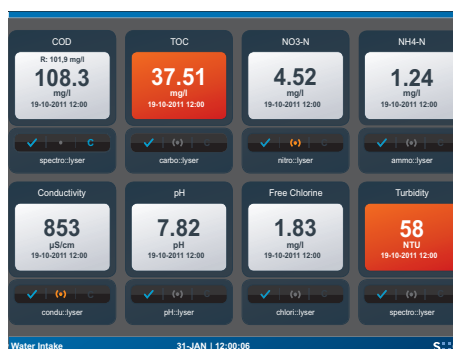 COD
R: 101,9 mg/l
108.3
mg/l
19-10-2011 12:00
C
spectro::lyser
TOC
37.51
mg/l
19-10-2011 12:00
C
carbo::lyser
NO3-N
4.52
mg/l
19-10-2011 12:00
C
nitro::lyser
NH4-N
1.24
mg/l
19-10-2011 12:00
C
ammo::lyser
Conductivity
853
µS/cm
19-10-2011 12:00
C
condu::lyser
pH
7.82
pH
19-10-2011 12:00
C
pH::lyser
Free Chlorine
1.83
mg/l
19-10-2011 12:00
C
chlori::lyser
Turbidity
58
NTU
19-10-2011 12:00
C
spectro::lyser
Water Intake
31-JAN | 12:00:06
S::